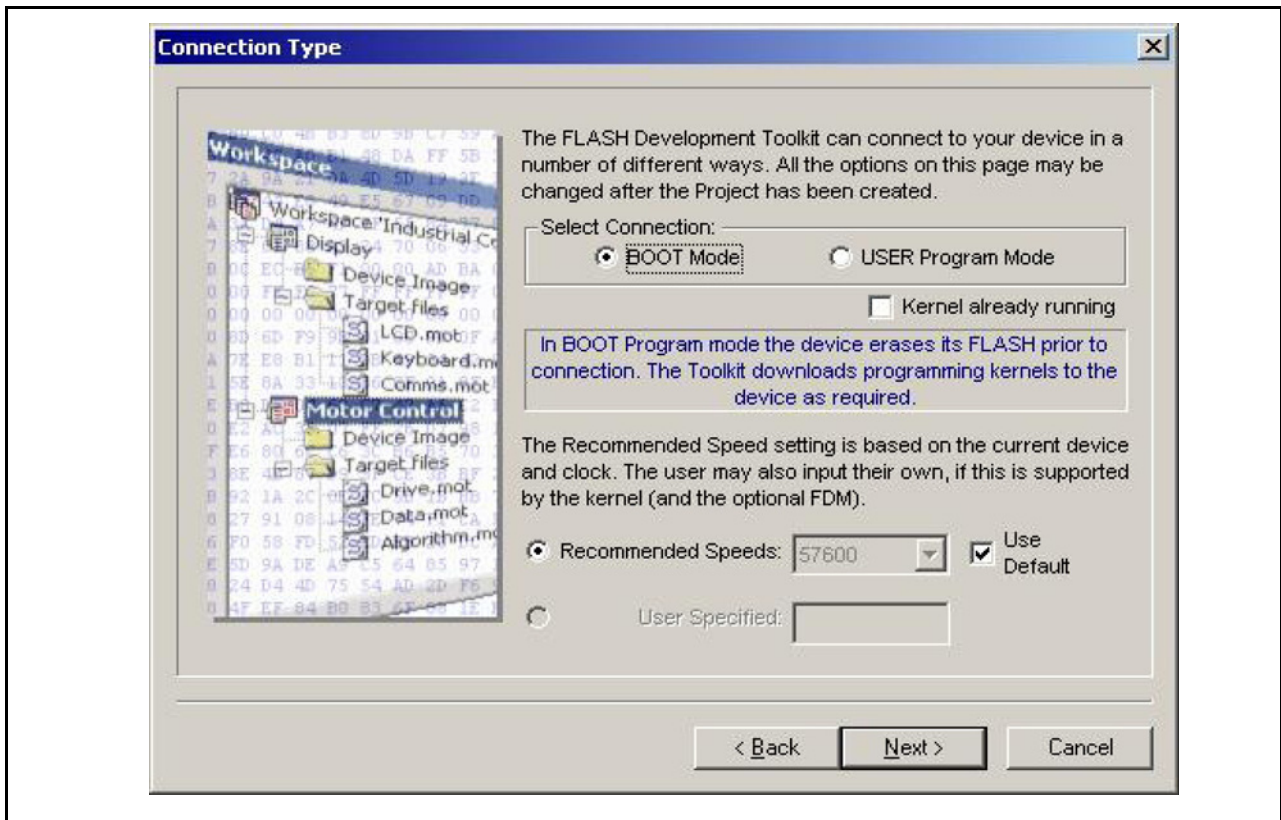 Connection Type
Workspace
Workspace 'Industrial Co
Display
Device Image
Target files
LCD.mot
Keyboard.m
Comms.mot
Motor Control
Device Image
Target files
Drive.mot
Data.mot
Algorithm.mo
The FLASH Development Toolkit can connect to your device in a
number of different ways. All the options on this page may be
changed after the Project has been created.
Select Connection:
BOOT Mode
USER Program Mode
Kernel already running
In BOOT Program mode the device erases its FLASH prior to
connection. The Toolkit downloads programming kernels to the
device as required.
The Recommended Speed setting is based on the current device
and clock. The user may also input their own, if this is supported
by the kernel (and the optional FDM).
Recommended Speeds:
57600
Use
Default
User Specified:
< Back
Next >
Cancel